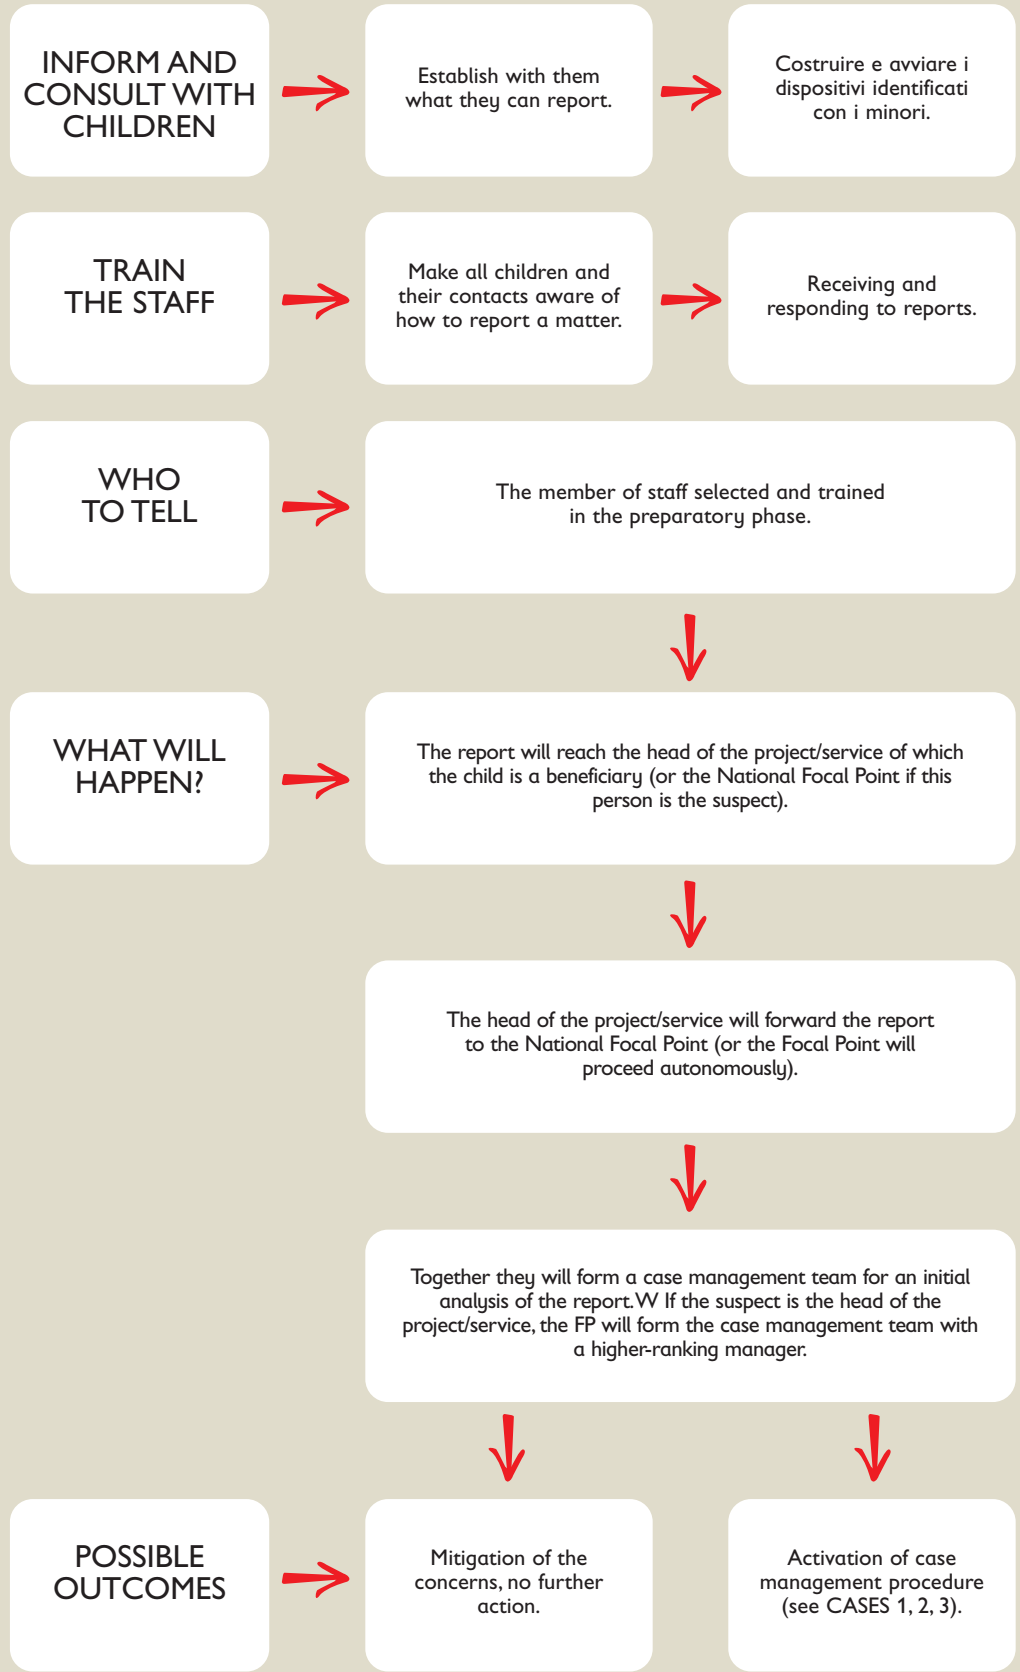 INFORM AND
CONSULT WITH
CHILDREN
Establish with them
what they can report.
Costruire e avviare i
dispositivi identificati
con i minori.
TRAIN
THE STAFF
Make all children and
their contacts aware of
how to report a matter.
Receiving and
responding to reports.
WHO
TO TELL
The member of staff selected and trained
in the preparatory phase.
WHAT WILL
HAPPEN?
The report will reach the head of the project/service of which
the child is a beneficiary (or the National Focal Point if this
person is the suspect).
The head of the project/service will forward the report
to the National Focal Point (or the Focal Point will
proceed autonomously).
Together they will form a case management team for an initial
analysis of the report.W If the suspect is the head of the
project/service, the FP will form the case management team with
a higher-ranking manager.
POSSIBLE
OUTCOMES
Mitigation of the
concerns, no further
action.
Activation of case
management procedure
(see CASES 1, 2, 3).